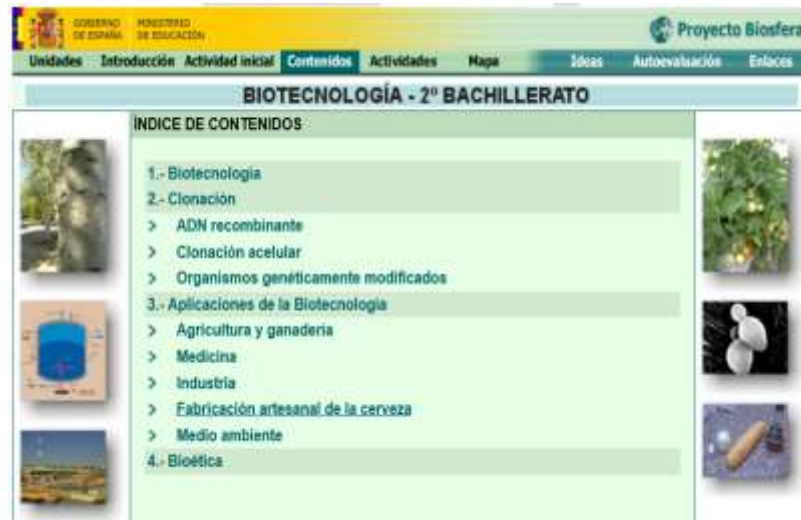 GOBIERNO DE ESPAÑA
MINISTERIO DE EDUCACIÓN
Proyecto Biosfera
Unidades Introducción Actividad inicial Contenidos Actividades Mapa Ideas Autoevaluación Enlaces
BIOTECNOLOGÍA - 2º BACHILLERATO
ÍNDICE DE CONTENIDOS
1.- Biotecnología
2.- Clonación
> ADN recombinante
> Clonación acelular
> Organismos genéticamente modificados
3.- Aplicaciones de la Biotecnología
> Agricultura y ganadería
> Medicina
> Industria
> Fabricación artesanal de la cerveza
> Medio ambiente
4.- Bioética